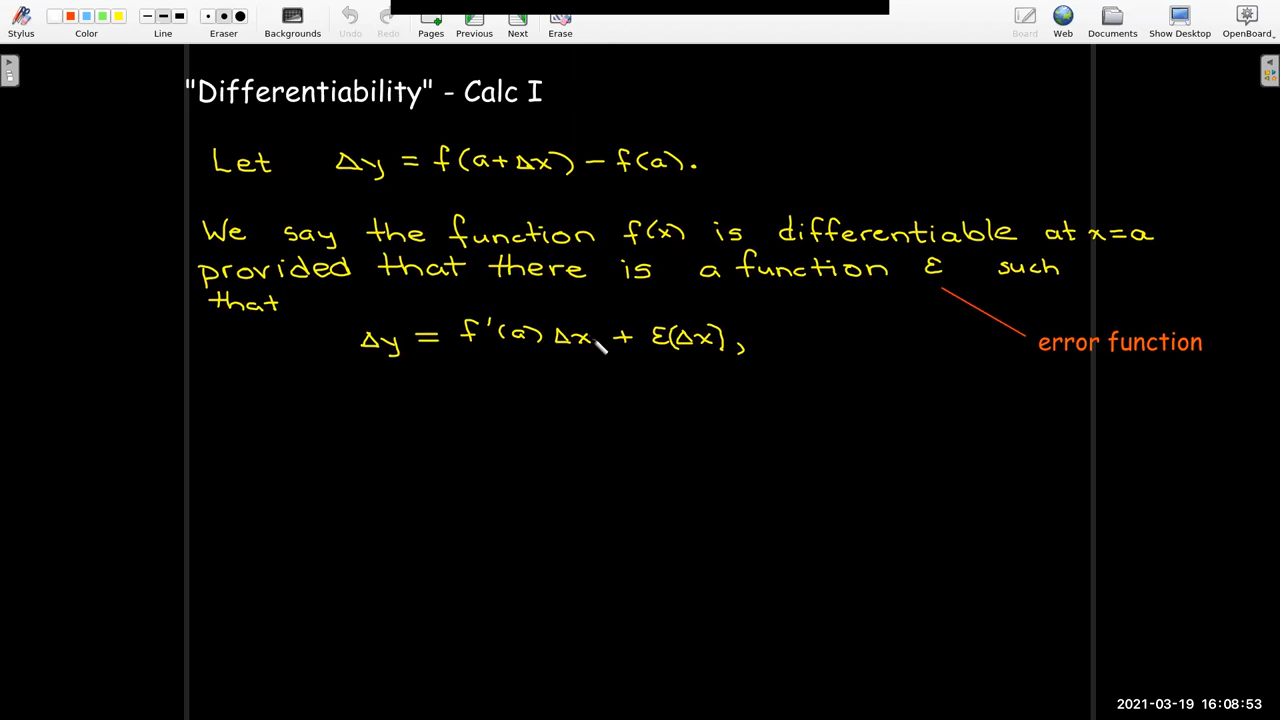 Stylus Color Line Eraser Backgrounds Undo Redo Pages Previous Next Erase Board Web Documents Show Desktop OpenBoard
"Differentiability" - Calc I
Let Δy = f(a+Δx) - f(a).
We say the function f(x) is differentiable at x=a
provided that there is a function ε such
that
Δy = f'(a) Δx + ε(Δx),
error function
2021-03-19 16:08:53